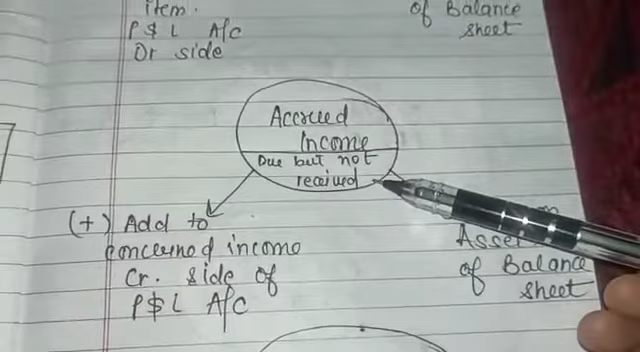 item.
P$L A/c
Dr side
of Balance
sheet
Accrued
Income
Due but not
received
(+) Add to
concerned income
Cr. side of
P$L A/c
of Balance
sheet